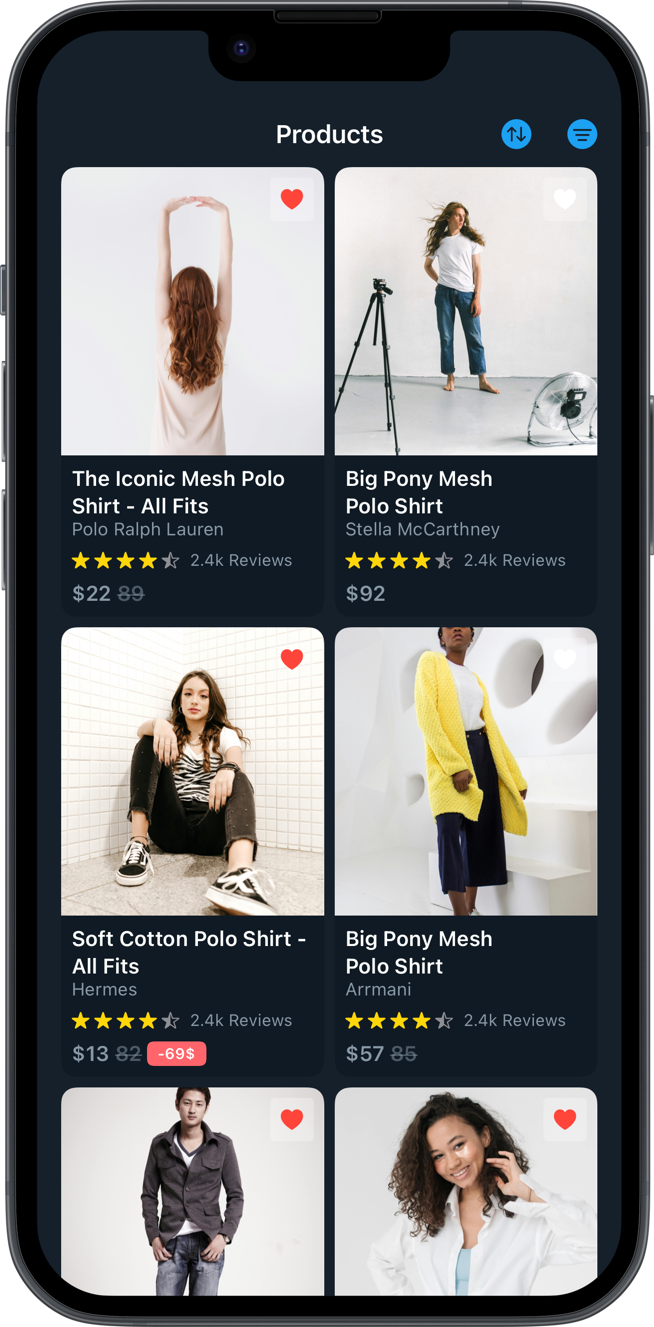 Products
The Iconic Mesh Polo
Shirt - All Fits
Polo Ralph Lauren
2.4k Reviews
$22 89
Big Pony Mesh
Polo Shirt
Stella McCarthney
2.4k Reviews
$92
Soft Cotton Polo Shirt -
All Fits
Hermes
2.4k Reviews
$13 82 -69$
Big Pony Mesh
Polo Shirt
Arrmani
2.4k Reviews
$57 85